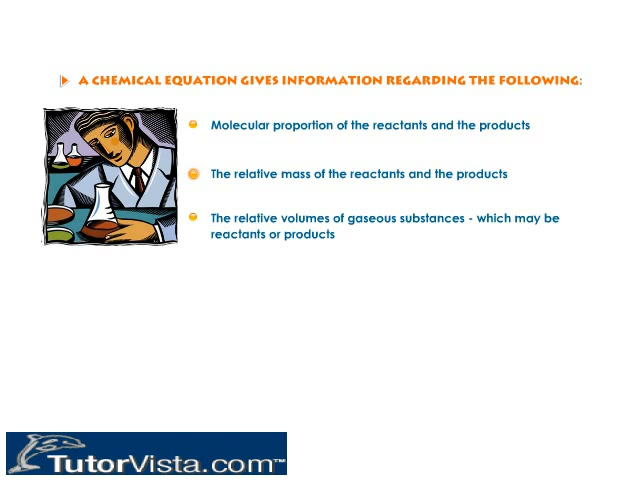 A CHEMICAL EQUATION GIVES INFORMATION REGARDING THE FOLLOWING:
Molecular proportion of the reactants and the products
The relative mass of the reactants and the products
The relative volumes of gaseous substances - which may be
reactants or products
TutorVista.com™